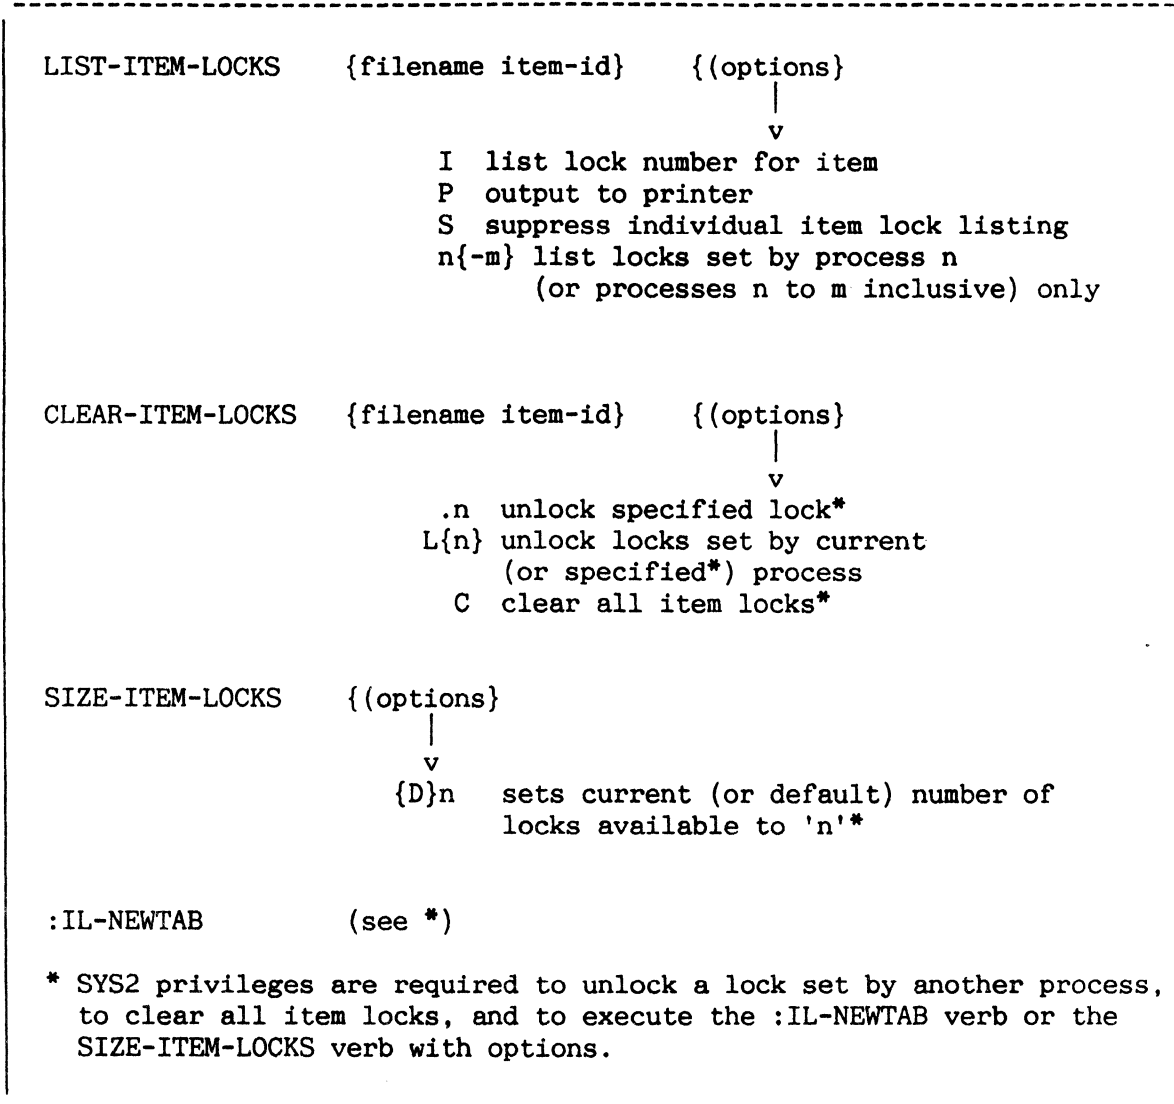 LIST-ITEM-LOCKS {filename item-id} {(options}
v
I list lock number for item
P output to printer
S suppress individual item lock listing
n{-m} list locks set by process n
(or processes n to m inclusive) only
CLEAR-ITEM-LOCKS {filename item-id} {(options}
v
.n unlock specified lock*
L{n} unlock locks set by current
(or specified*) process
C clear all item locks*
SIZE-ITEM-LOCKS {(options}
v
{D}n sets current (or default) number of
locks available to 'n'*
:IL-NEWTAB (see *)
* SYS2 privileges are required to unlock a lock set by another process,
to clear all item locks, and to execute the :IL-NEWTAB verb or the
SIZE-ITEM-LOCKS verb with options.